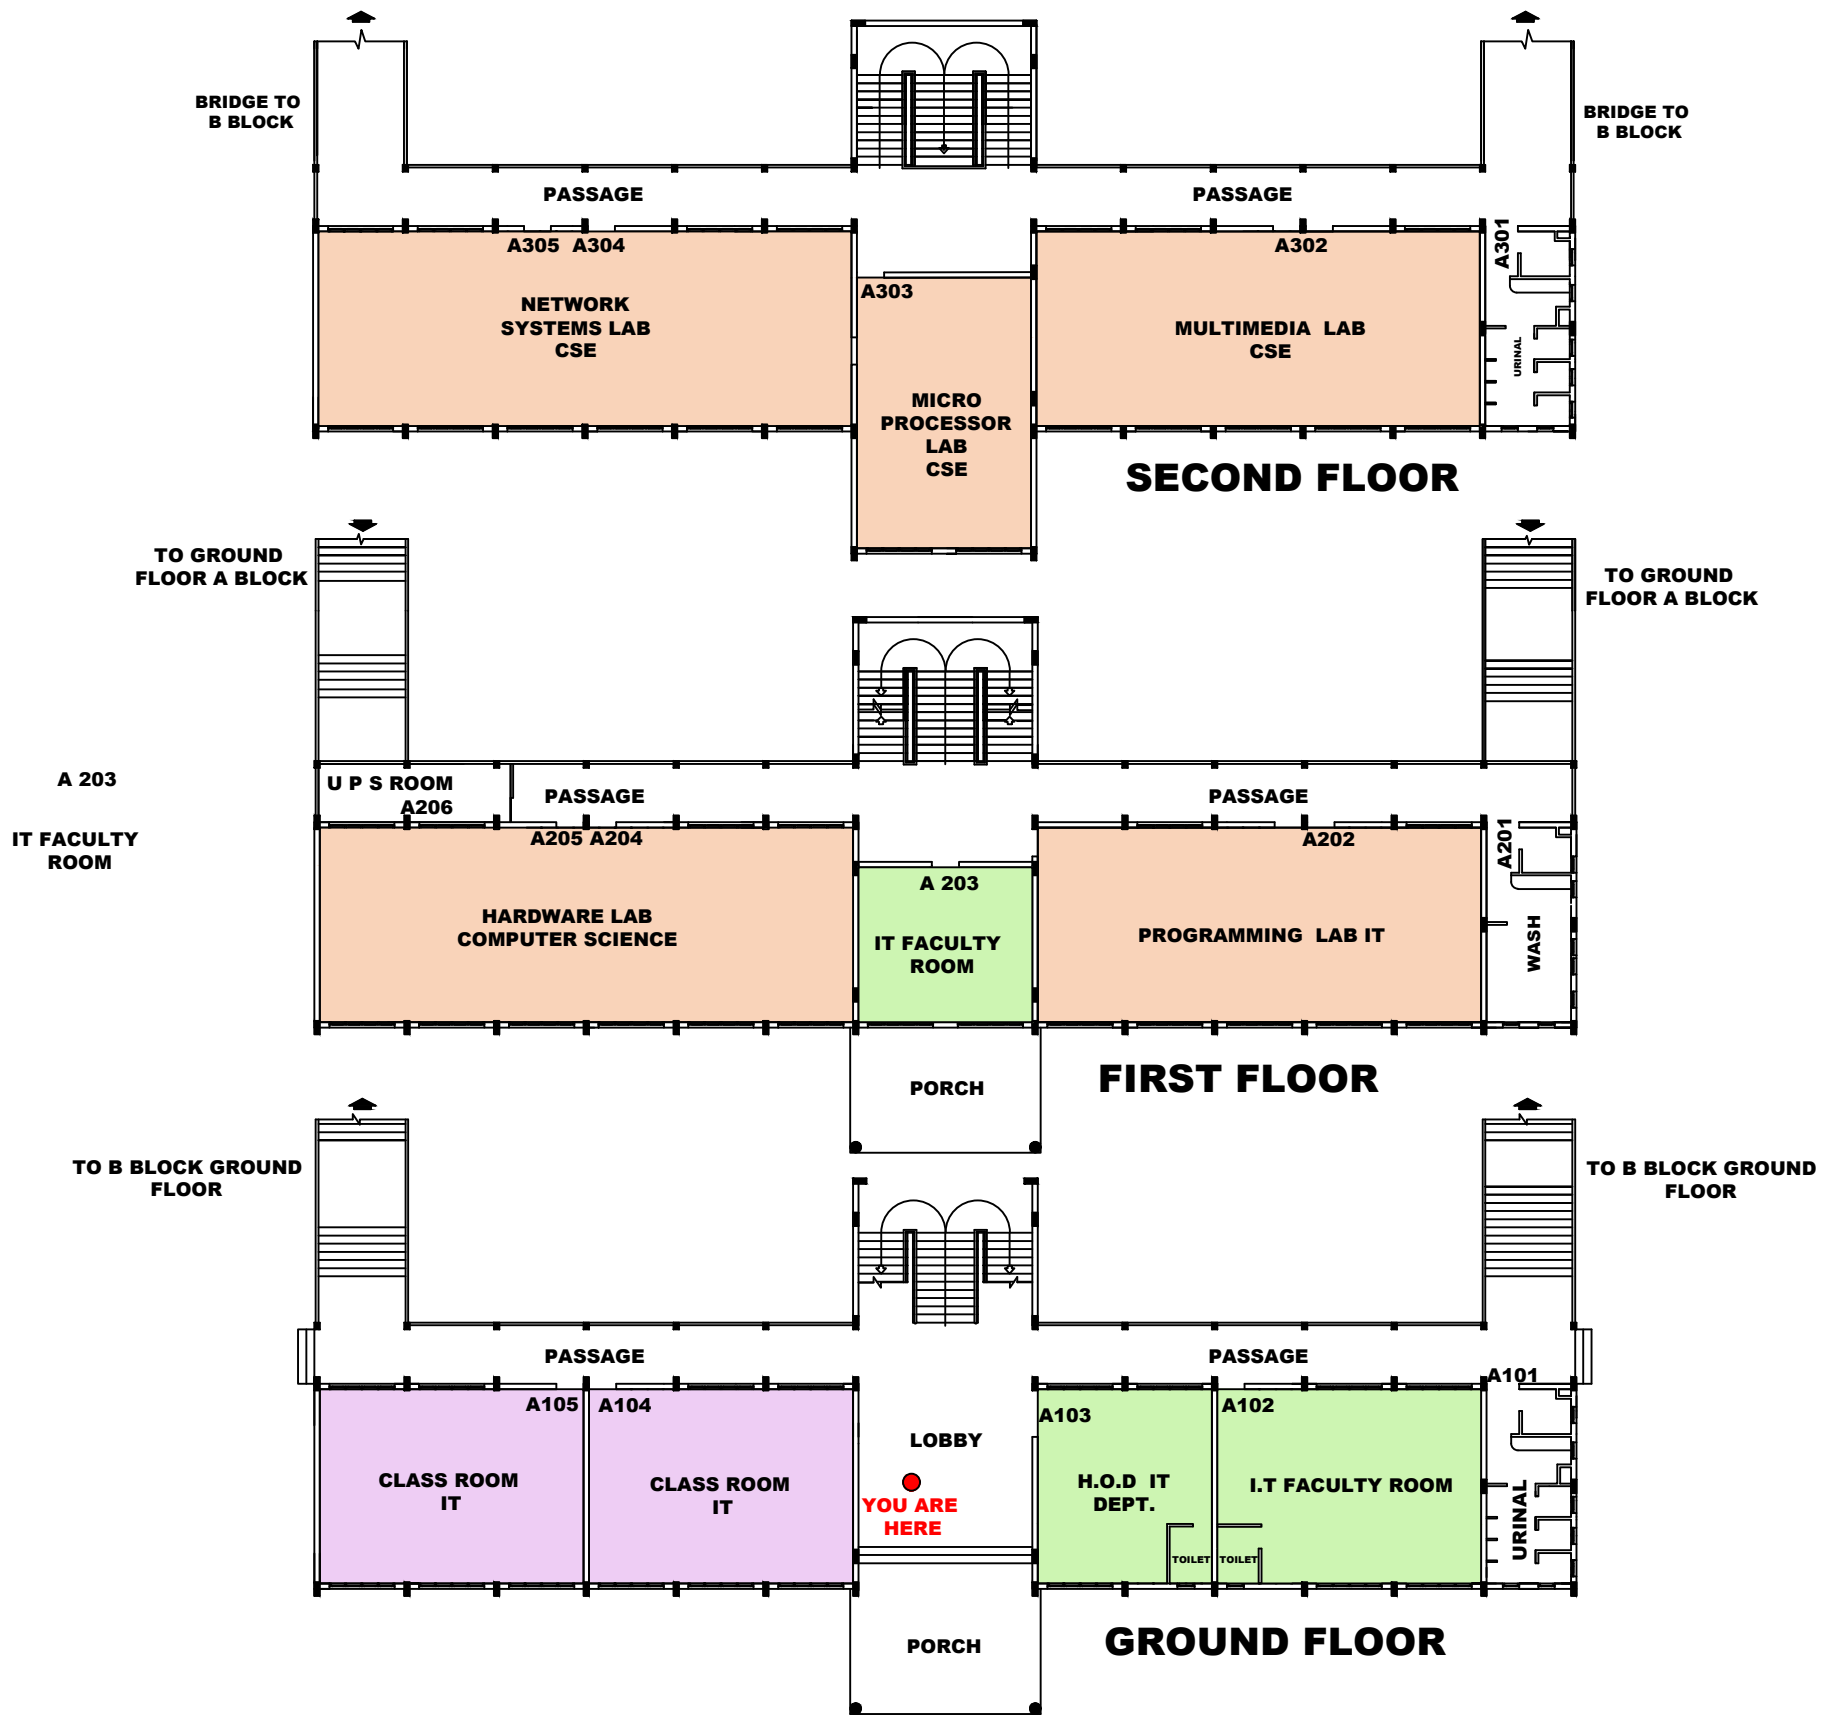 BRIDGE TO
B BLOCK
BRIDGE TO
B BLOCK
PASSAGE
PASSAGE
A305 A304
A302
A301
A303
NETWORK
SYSTEMS LAB
CSE
MULTIMEDIA LAB
CSE
URINAL
MICRO
PROCESSOR
LAB
CSE
SECOND FLOOR
TO GROUND
FLOOR A BLOCK
TO GROUND
FLOOR A BLOCK
A 203
IT FACULTY
ROOM
U P S ROOM
A206
PASSAGE
PASSAGE
A205 A204
A202
A201
A 203
HARDWARE LAB
COMPUTER SCIENCE
IT FACULTY
ROOM
PROGRAMMING LAB IT
WASH
PORCH
FIRST FLOOR
TO B BLOCK GROUND
FLOOR
TO B BLOCK GROUND
FLOOR
PASSAGE
PASSAGE
A101
A105
A104
A103
A102
LOBBY
CLASS ROOM
IT
CLASS ROOM
IT
YOU ARE
HERE
H.O.D IT
DEPT.
I.T FACULTY ROOM
URINAL
TOILET
TOILET
PORCH
GROUND FLOOR